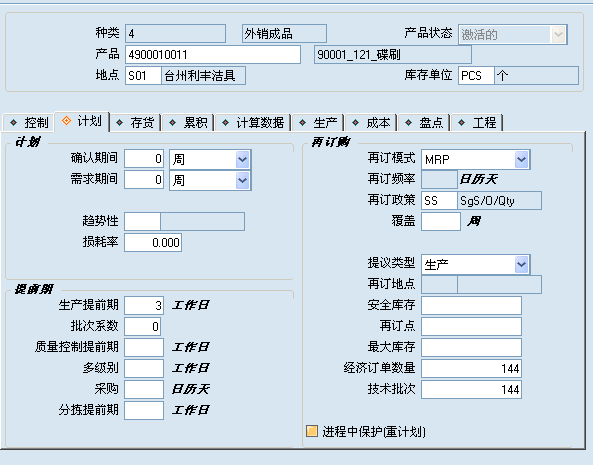 种类 4 外销成品 产品状态 激活的
产品 4900010011 90001_121_碟刷
地点 S01 台州利丰洁具 库存单位 PCS 个
控制 计划 存货 累积 计算数据 生产 成本 盘点 工程
计划
确认期间 0 周
需求期间 0 周
趋势性
损耗率 0.000
提前期
生产提前期 3 工作日
批次系数 0
质量控制提前期 工作日
多级别 工作日
采购 日历天
分拣提前期 工作日
再订购
再订模式 MRP
再订频率 日历天
再订政策 SS SgS/O/Qty
覆盖 周
提议类型 生产
再订地点
安全库存
再订点
最大库存
经济订单数量 144
技术批次 144
进程中保护(重计划)